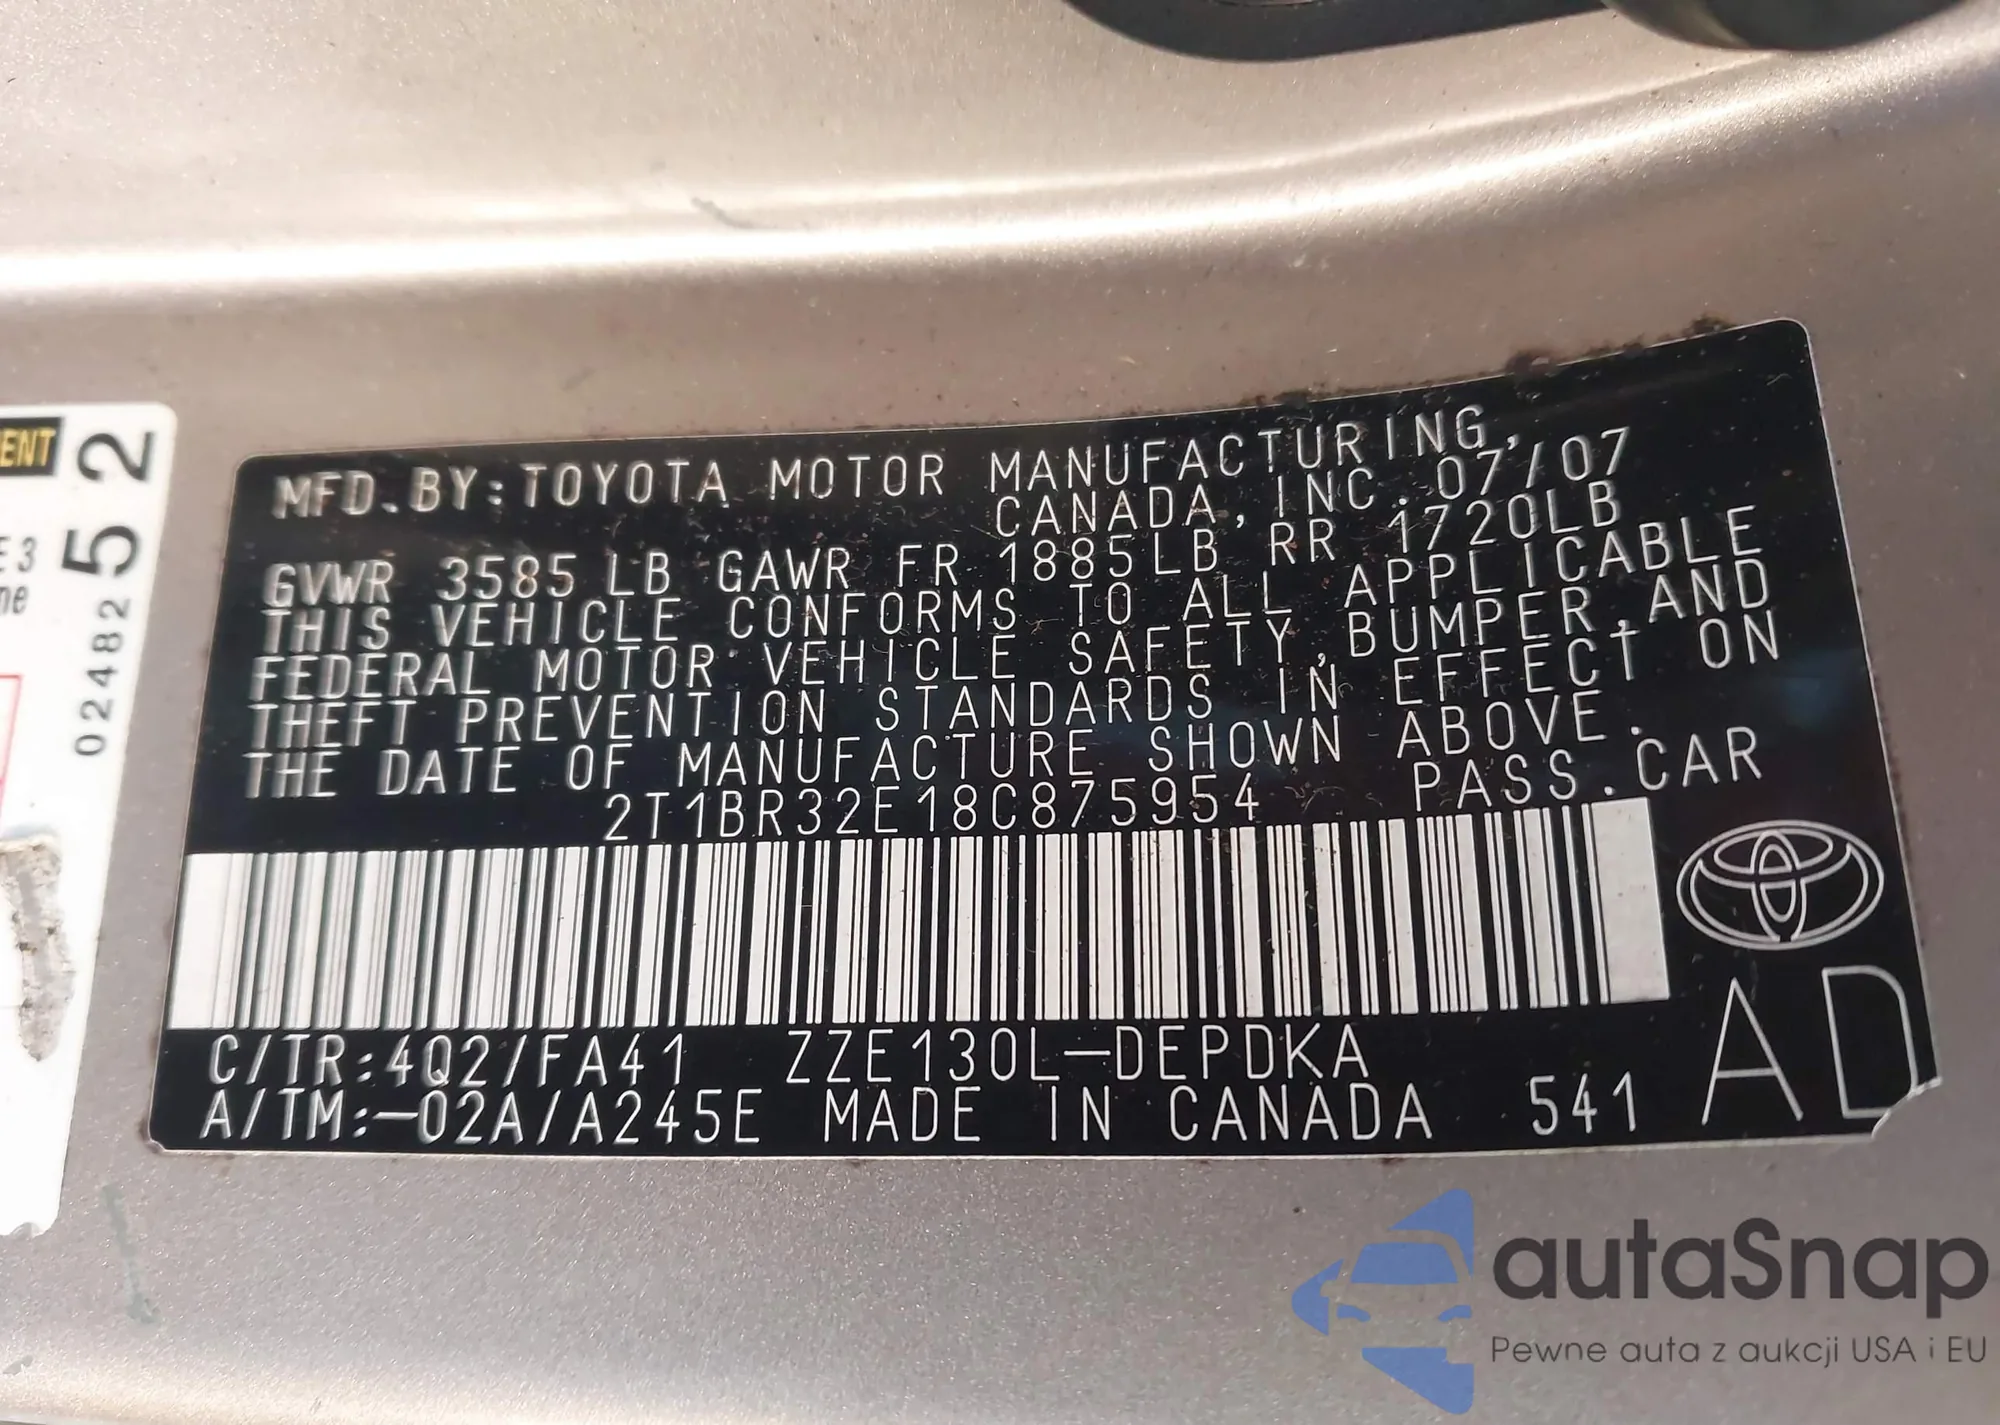 MFD.BY:TOYOTA MOTOR MANUFACTURING,
CANADA, INC. 07/07
GVWR 3585 LB GAWR FR 1885LB RR 1720LB
THIS VEHICLE CONFORMS TO ALL APPLICABLE
FEDERAL MOTOR VEHICLE SAFETY, BUMPER, AND
THEFT PREVENTION STANDARDS IN EFFECT ON
THE DATE OF MANUFACTURE SHOWN ABOVE.
2T1BR32E18C875954 PASS.CAR
C/TR:4Q2/FA41 ZZE130L-DEPDKA
A/TM:-02A/A245E MADE IN CANADA 541
AD
ENT
E 3
ne
02482 52
autaSnap
Pewne auta z aukcji USA i EU